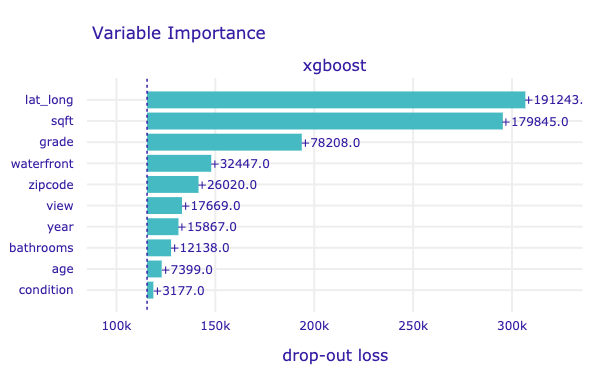 Variable Importance
xgboost
lat_long +191243.
sqft +179845.0
grade +78208.0
waterfront +32447.0
zipcode +26020.0
view +17669.0
year +15867.0
bathrooms +12138.0
age +7399.0
condition +3177.0
100k 150k 200k 250k 300k
drop-out loss